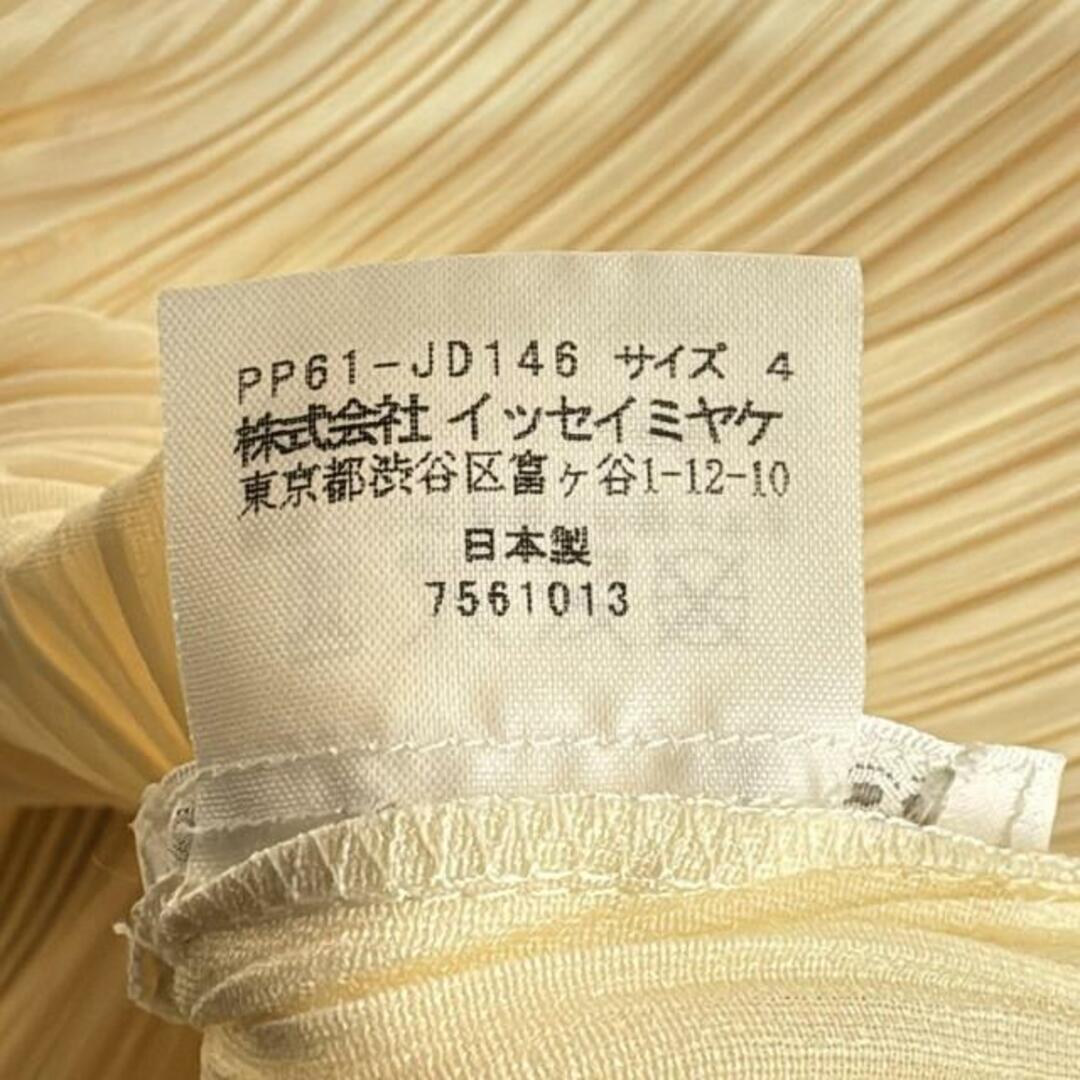 PP61-JD146 サイズ 4
株式会社 イッセイミヤケ
東京都渋谷区富ヶ谷1-12-10
日本製
7561013